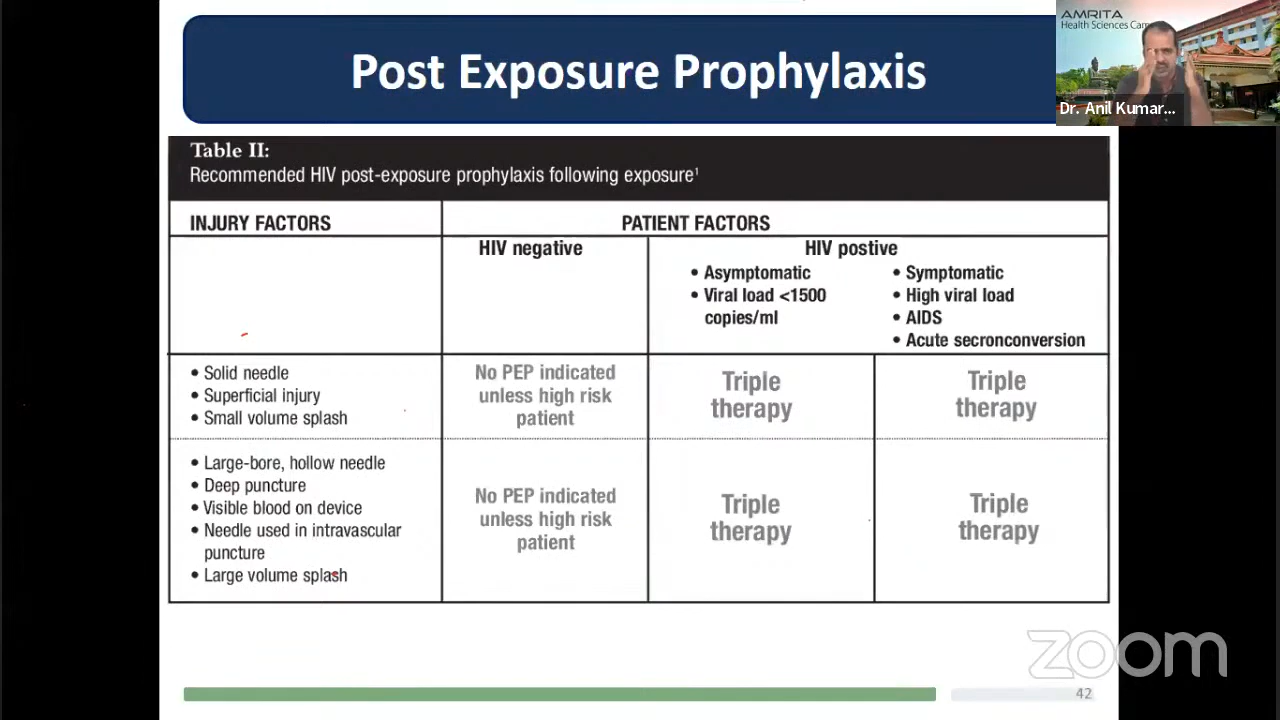 Post Exposure Prophylaxis
AMRITA
Health Sciences Cam
Dr. Anil Kumar...
Table II:
Recommended HIV post-exposure prophylaxis following exposure¹
INJURY FACTORS
PATIENT FACTORS
HIV negative
HIV postive
• Asymptomatic
• Viral load <1500
copies/ml
• Symptomatic
• High viral load
• AIDS
• Acute secronconversion
• Solid needle
• Superficial injury
• Small volume splash
No PEP indicated
unless high risk
patient
Triple
therapy
Triple
therapy
• Large-bore, hollow needle
• Deep puncture
• Visible blood on device
• Needle used in intravascular
puncture
• Large volume splash
No PEP indicated
unless high risk
patient
Triple
therapy
Triple
therapy
zoom
42